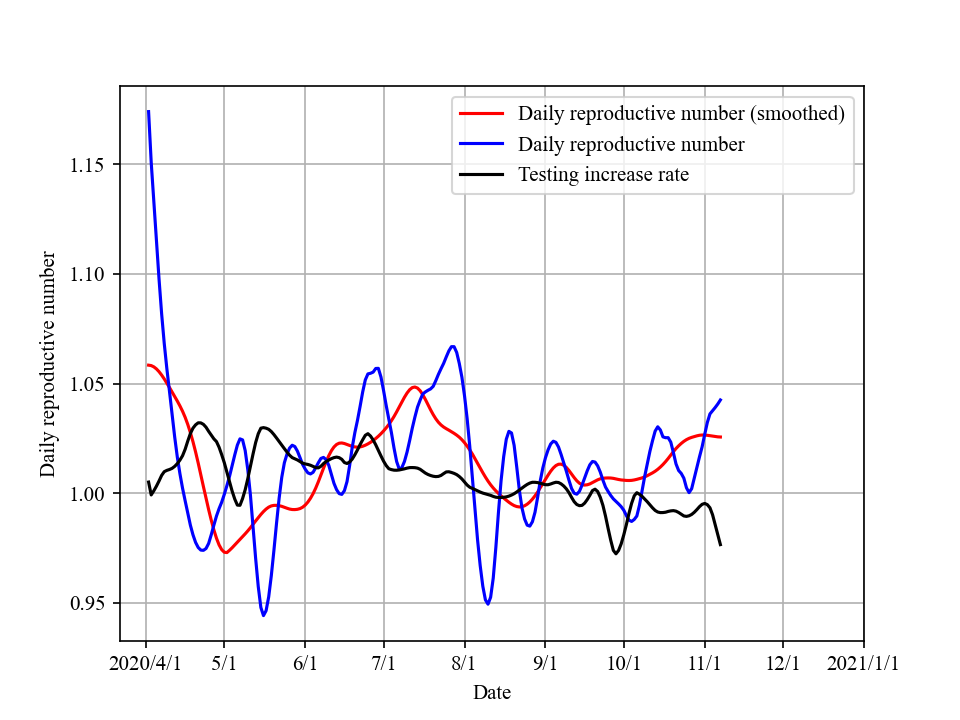 Daily reproductive number (smoothed)
Daily reproductive number
Testing increase rate
Daily reproductive number
1.15
1.10
1.05
1.00
0.95
2020/4/1 5/1 6/1 7/1 8/1 9/1 10/1 11/1 12/1 2021/1/1
Date